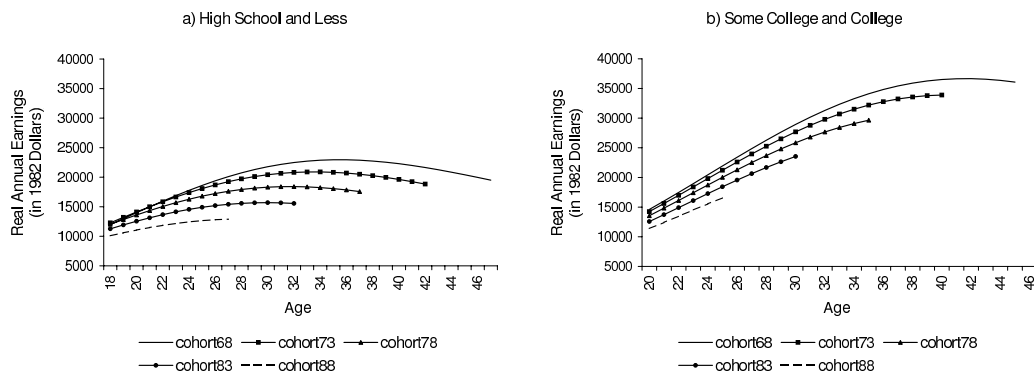 a) High School and Less
Real Annual Earnings
(in 1982 Dollars)
40000
35000
30000
25000
20000
15000
10000
5000
18 20 22 24 26 28 30 32 34 36 38 40 42 44 46
Age
cohort68 cohort73 cohort78
cohort83 cohort88
b) Some College and College
Real Annual Earnings
(in 1982 Dollars)
40000
35000
30000
25000
20000
15000
10000
5000
20 22 24 26 28 30 32 34 36 38 40 42 44 46
Age
cohort68 cohort73 cohort78
cohort83 cohort88